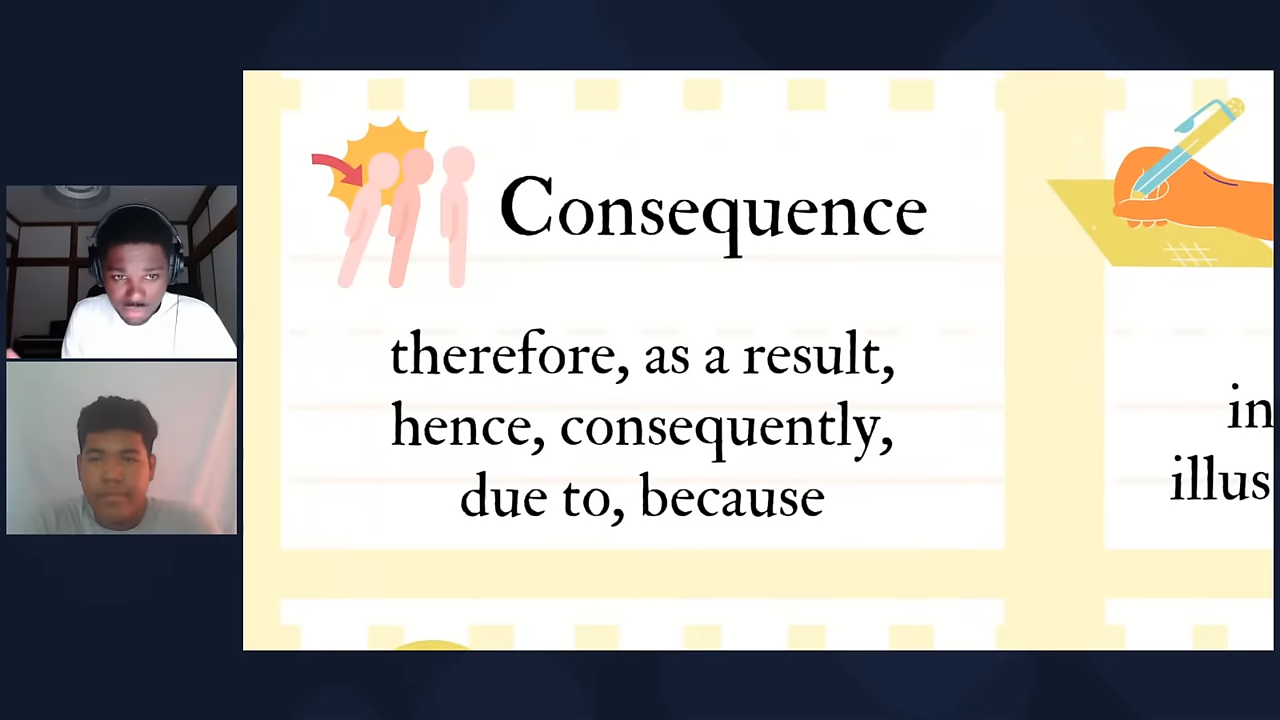 Consequence
therefore, as a result,
hence, consequently,
due to, because
in
illus